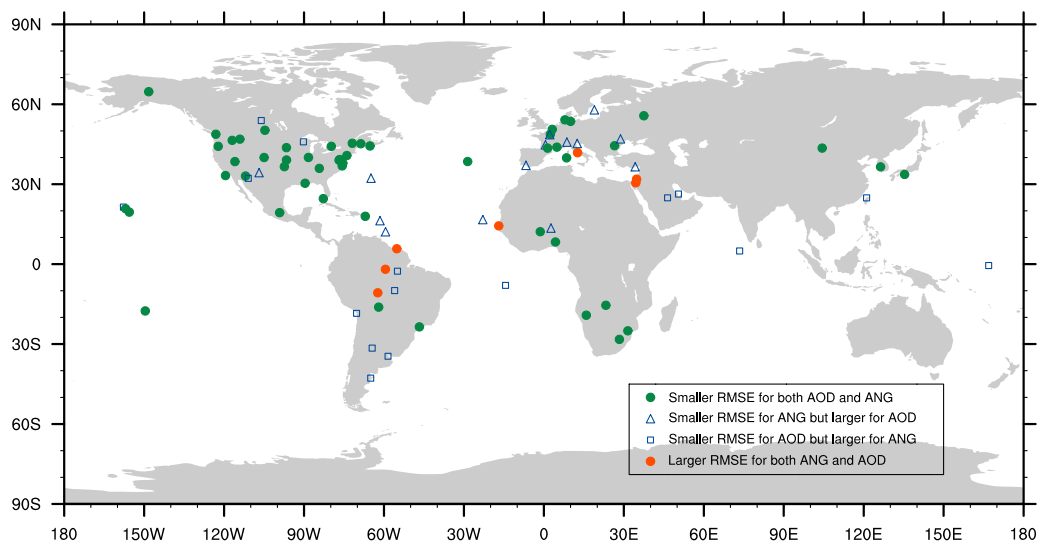 90N
60N
30N
0
30S
60S
90S
Smaller RMSE for both AOD and ANG
Smaller RMSE for ANG but larger for AOD
Smaller RMSE for AOD but larger for ANG
Larger RMSE for both ANG and AOD
180 150W 120W 90W 60W 30W 0 30E 60E 90E 120E 150E 180